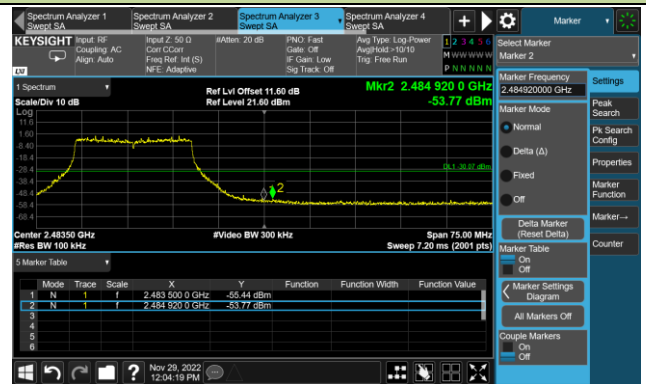 Spectrum Analyzer 1
Swept SA
Spectrum Analyzer 2
Swept SA
Spectrum Analyzer 3
Swept SA
Spectrum Analyzer 4
Swept SA
+
Marker
KEYSIGHT
Input: RF
Coupling: AC
Align: Auto
Input Z: 50 Ω
Corr CCorr
Freq Ref: Int (S)
NFE: Adaptive
#Atten: 20 dB
PNO: Fast
Gate: Off
IF Gain: Low
Sig Track: Off
Avg Type: Log-Power
Avg|Hold:>10/10
Trig: Free Run
1 2 3 4 5 6
M W W W W W
P N N N N N
LXI
Select Marker
Marker 2
1 Spectrum
Scale/Div 10 dB
Ref Lvl Offset 11.60 dB
Ref Level 21.60 dBm
Mkr2 2.484 920 0 GHz
-53.77 dBm
Log
11.6
1.60
-8.40
-18.4
-28.4
-38.4
-48.4
-58.4
-68.4
DL1 -30.07 dBm
2
Center 2.48350 GHz
#Res BW 100 kHz
#Video BW 300 kHz
Span 75.00 MHz
Sweep 7.20 ms (2001 pts)
5 Marker Table
Mode Trace Scale X Y Function Function Width Function Value
1 N 1 f 2.483 500 0 GHz -55.44 dBm
2 N 1 f 2.484 920 0 GHz -53.77 dBm
3
4
5
6
Marker Frequency
2.484920000 GHz
Marker Mode
Normal
Delta (Δ)
Fixed
Off
Delta Marker
(Reset Delta)
Marker Table
On
Off
Marker Settings
Diagram
All Markers Off
Couple Markers
On
Off
Settings
Peak
Search
Pk Search
Config
Properties
Marker
Function
Marker→
Counter
?
Nov 29, 2022
12:04:19 PM